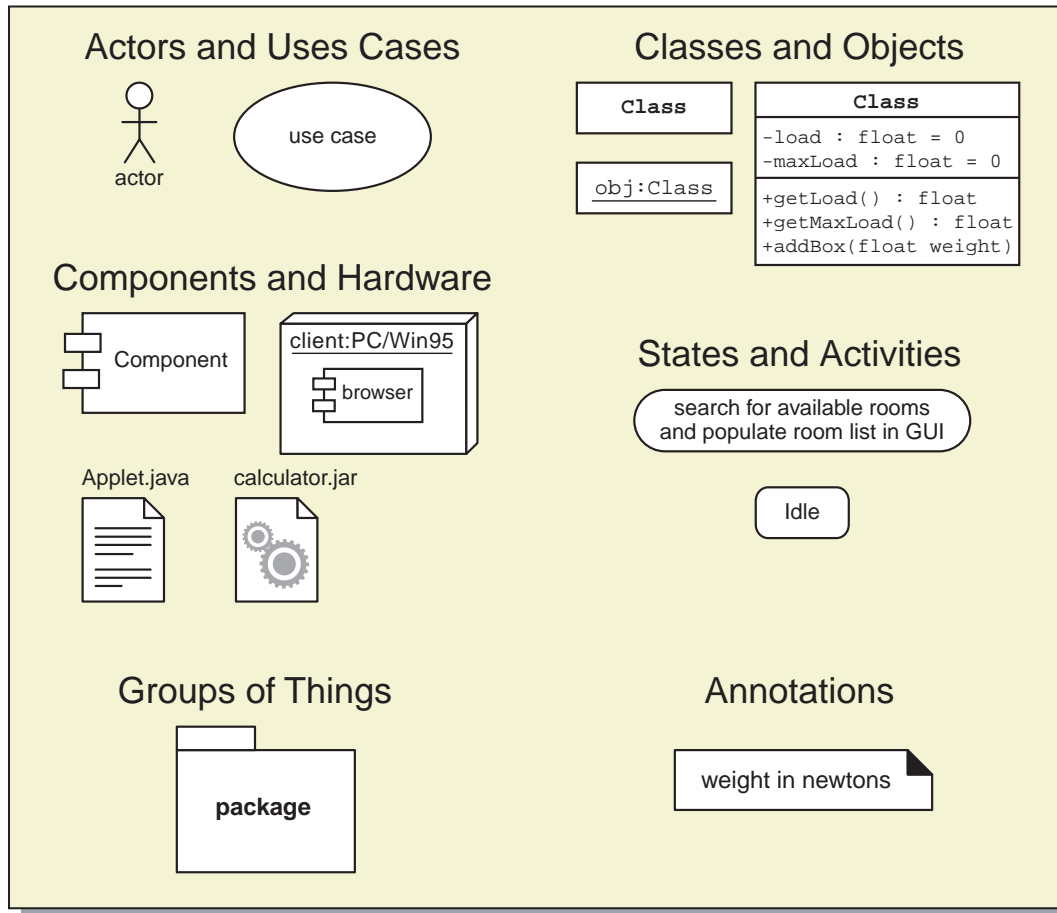 Actors and Uses Cases
actor
use case
Classes and Objects
Class
obj:Class
Class
-load : float = 0
-maxLoad : float = 0
+getLoad() : float
+getMaxLoad() : float
+addBox(float weight)
Components and Hardware
Component
client:PC/Win95
browser
Applet.java
calculator.jar
States and Activities
search for available rooms
and populate room list in GUI
Idle
Groups of Things
package
Annotations
weight in newtons